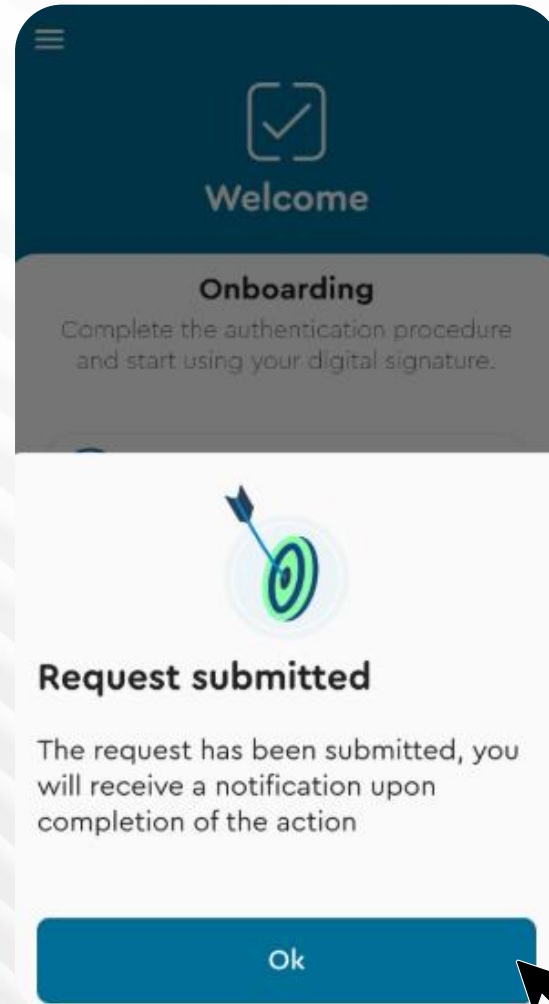 Welcome
Onboarding
Complete the authentication procedure
and start using your digital signature.
Request submitted
The request has been submitted, you
will receive a notification upon
completion of the action
Ok